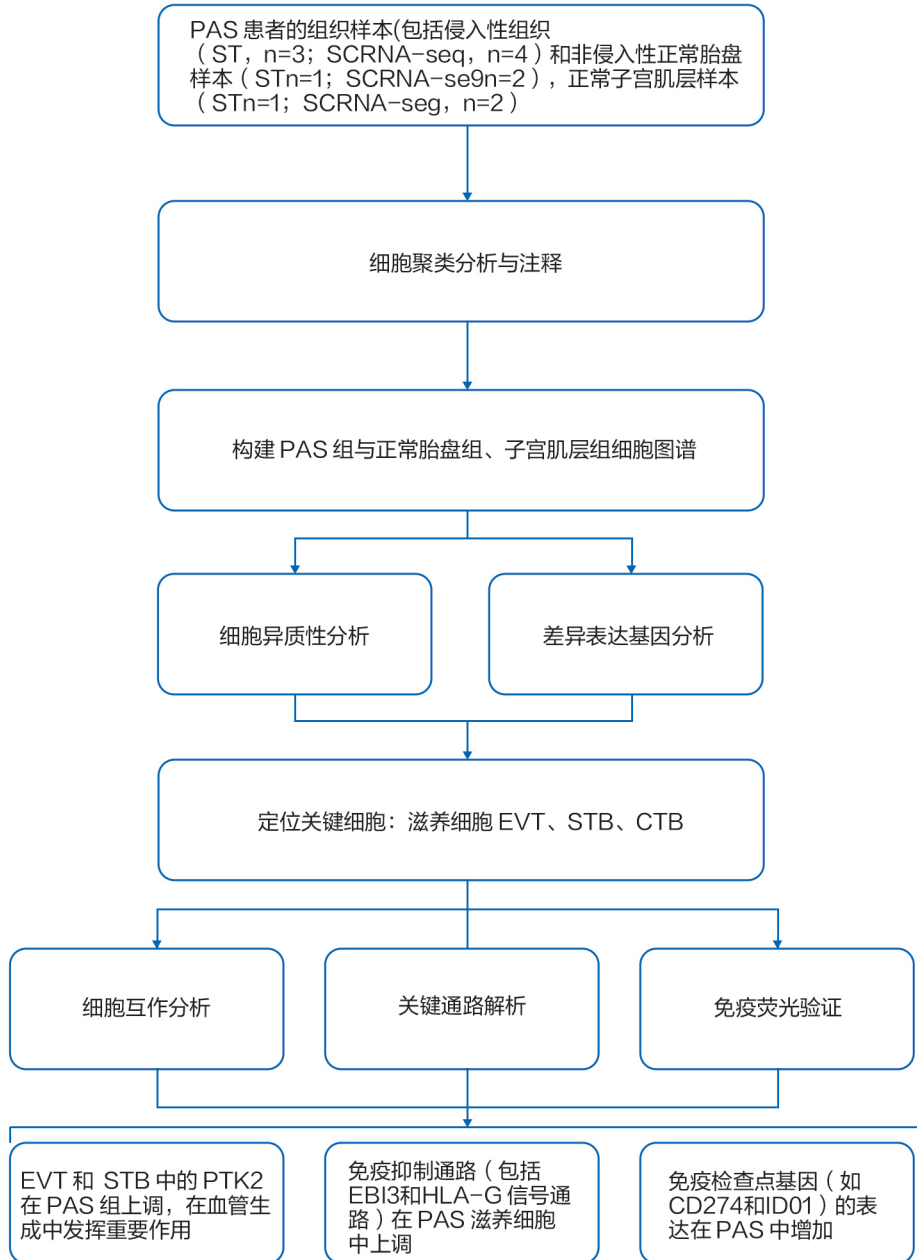 PAS 患者的组织样本(包括侵入性组织
（ST，n=3；SCRNA-seq，n=4）和非侵入性正常胎盘
样本（STn=1；SCRNA-se9n=2），正常子宫肌层样本
（STn=1；SCRNA-seg，n=2）
细胞聚类分析与注释
构建 PAS 组与正常胎盘组、子宫肌层组细胞图谱
细胞异质性分析
差异表达基因分析
定位关键细胞：滋养细胞 EVT、STB、CTB
细胞互作分析
关键通路解析
免疫荧光验证
EVT 和 STB 中的 PTK2
在 PAS 组上调，在血管生
成中发挥重要作用
免疫抑制通路（包括
EBI3和HLA-G 信号通
路）在 PAS 滋养细胞
中上调
免疫检查点基因（如
CD274和ID01）的表
达在 PAS 中增加